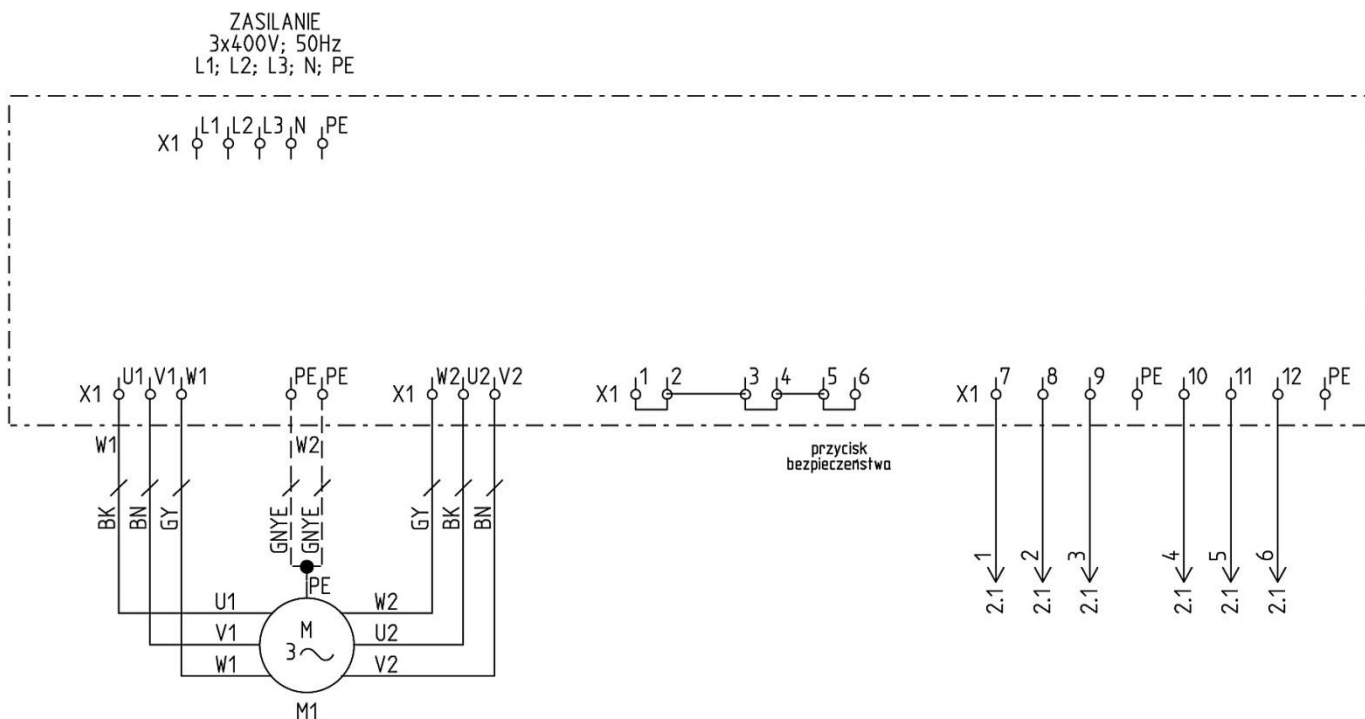 ZASILANIE
3x400V; 50Hz
L1; L2; L3; N; PE
X1 L1 L2 L3 N PE
X1 U1 V1 W1 PE PE X1 W2 U2 V2 X1 1 2 3 4 5 6 X1 7 8 9 PE 10 11 12 PE
W1 W2
przycisk
bezpieczeństwa
BK BN GY GNYE GNYE GY BK BN
1 2 3 4 5 6
2.1 2.1 2.1 2.1 2.1 2.1
PE
U1 W2
M
V1 U2
3
W1 V2
M1